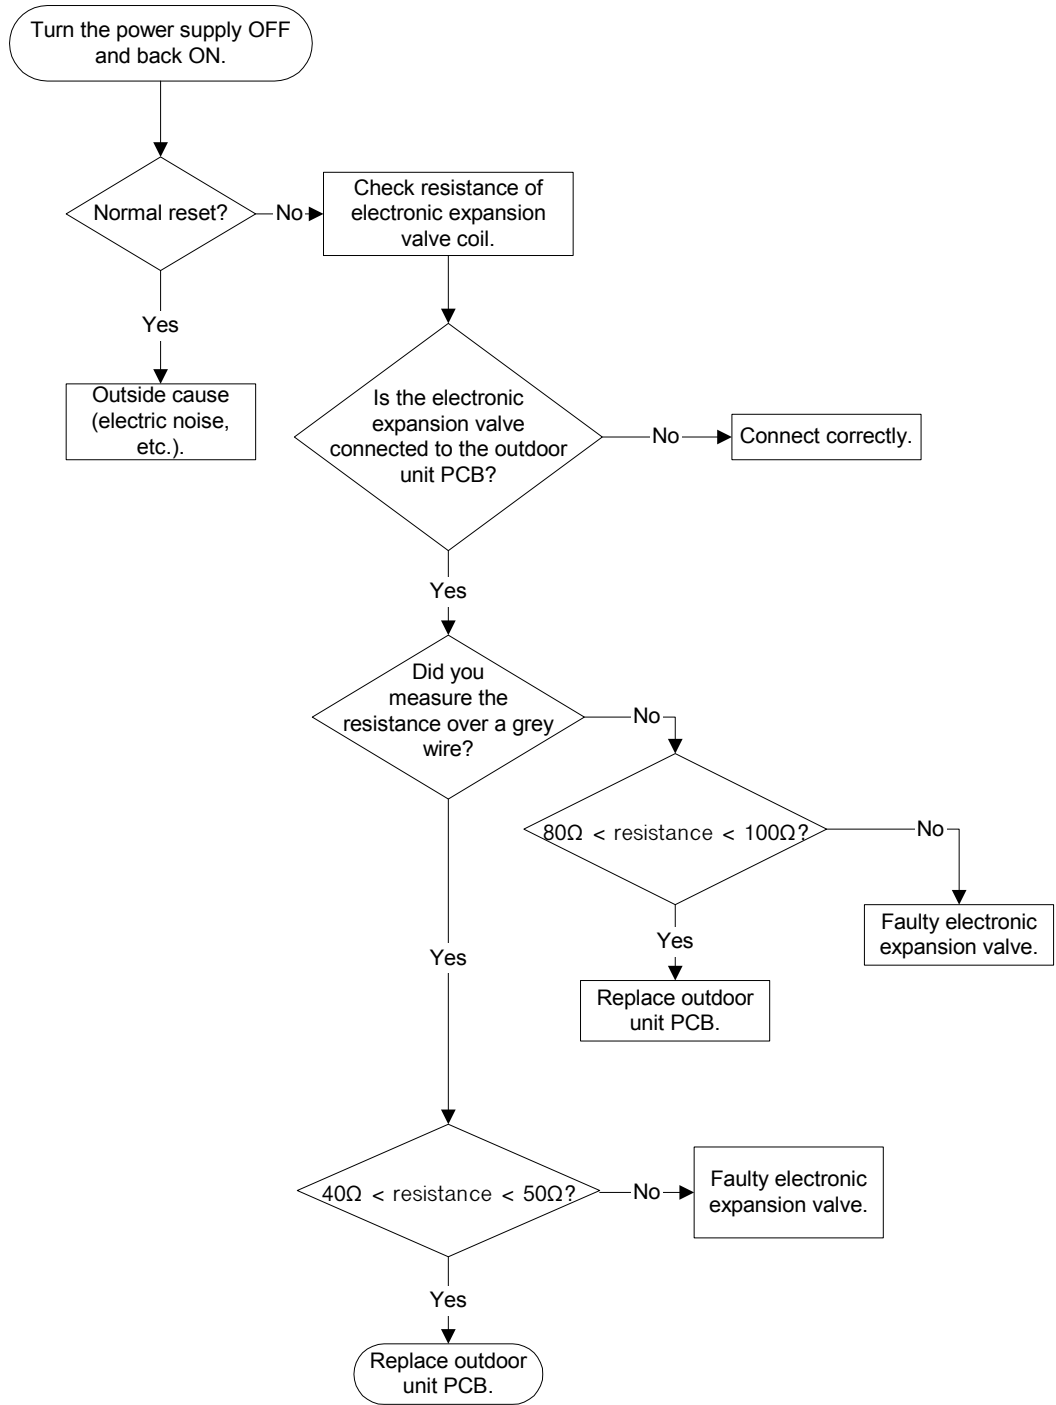 Turn the power supply OFF
and back ON.
Normal reset?
No
Check resistance of
electronic expansion
valve coil.
Yes
Outside cause
(electric noise,
etc.).
Is the electronic
expansion valve
connected to the outdoor
unit PCB?
No
Connect correctly.
Yes
Did you
measure the
resistance over a grey
wire?
No
80Ω < resistance < 100Ω?
No
Faulty electronic
expansion valve.
Yes
Replace outdoor
unit PCB.
Yes
40Ω < resistance < 50Ω?
No
Faulty electronic
expansion valve.
Yes
Replace outdoor
unit PCB.